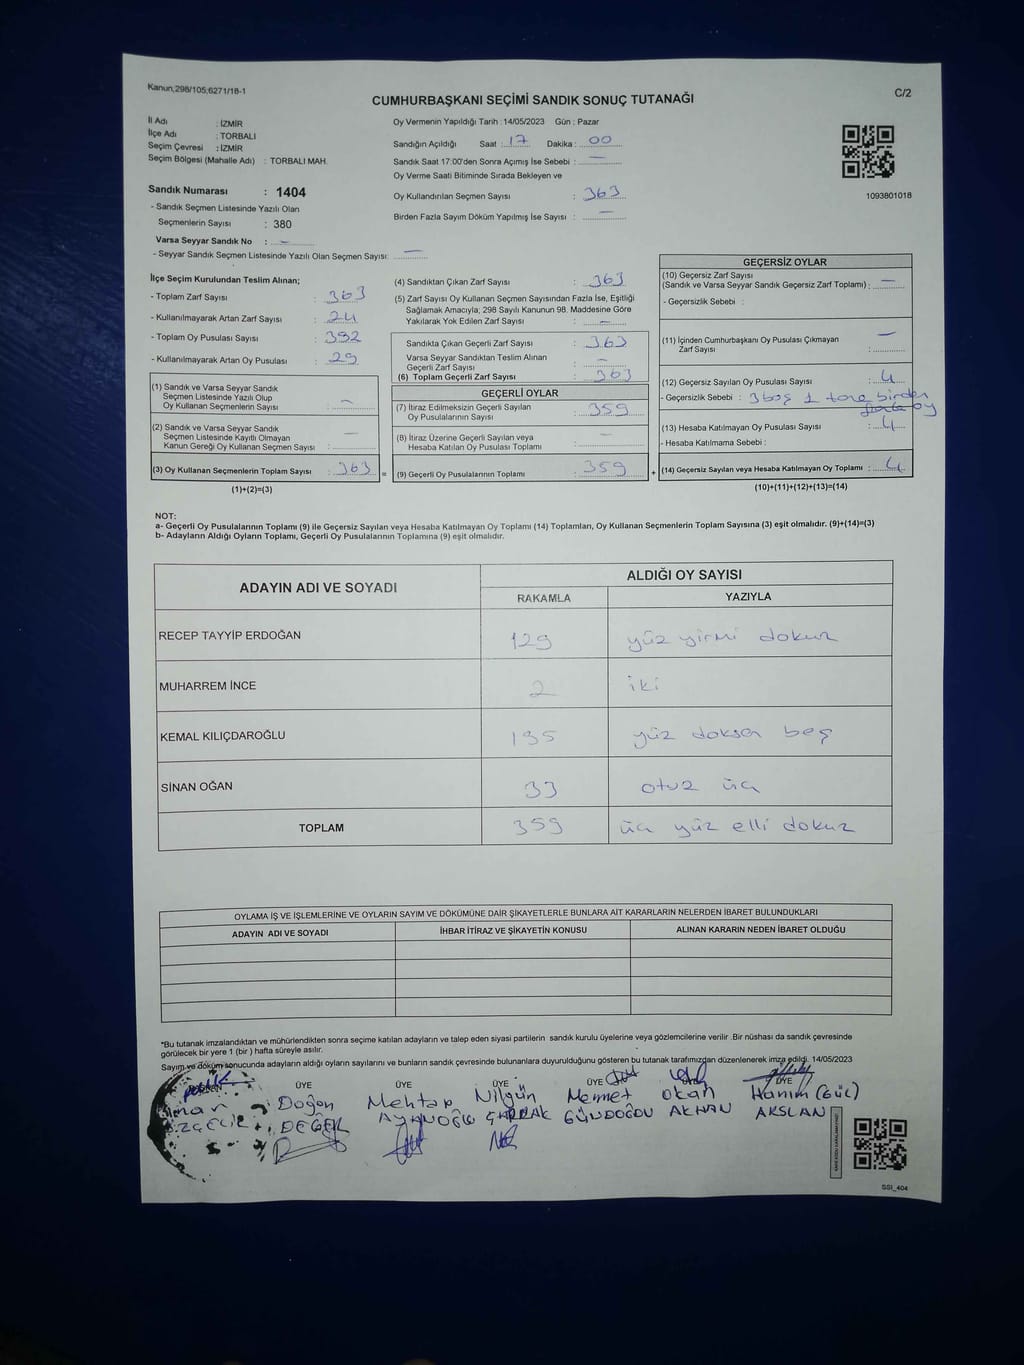 Kanun,298/105;6271/18-1
C/2
CUMHURBAŞKANI SEÇİMİ SANDIK SONUÇ TUTANAĞI
İl Adı : İZMİR
İlçe Adı : TORBALI
Seçim Çevresi : İZMİR
Seçim Bölgesi (Mahalle Adı) : TORBALI MAH.
Oy Vermenin Yapıldığı Tarih : 14/05/2023 Gün : Pazar
Sandığın Açıldığı Saat : 17 Dakika : 00
Sandık Saat 17:00'den Sonra Açımış İse Sebebi : —
Oy Verme Saati Bitiminde Sırada Bekleyen ve
Oy Kullandırılan Seçmen Sayısı : 363
Birden Fazla Sayım Döküm Yapılmış İse Sayısı : —
1093801018
Sandık Numarası : 1404
- Sandık Seçmen Listesinde Yazılı Olan
Seçmenlerin Sayısı : 380
Varsa Seyyar Sandık No : —
- Seyyar Sandık Seçmen Listesinde Yazılı Olan Seçmen Sayısı: —
İlçe Seçim Kurulundan Teslim Alınan;
- Toplam Zarf Sayısı : 363
- Kullanılmayarak Artan Zarf Sayısı : 24
- Toplam Oy Pusulası Sayısı : 392
- Kullanılmayarak Artan Oy Pusulası : 29
(1) Sandık ve Varsa Seyyar Sandık
Seçmen Listesinde Yazılı Olup
Oy Kullanan Seçmenlerin Sayısı : —
(2) Sandık ve Varsa Seyyar Sandık
Seçmen Listesinde Kayıtlı Olmayan
Kanun Gereği Oy Kullanan Seçmen Sayısı : —
(3) Oy Kullanan Seçmenlerin Toplam Sayısı : 363
(1)+(2)=(3)
(4) Sandıktan Çıkan Zarf Sayısı : 363
(5) Zarf Sayısı Oy Kullanan Seçmen Sayısından Fazla İse, Eşitliği
Sağlamak Amacıyla; 298 Sayılı Kanunun 98. Maddesine Göre
Yakılarak Yok Edilen Zarf Sayısı : —
Sandıkta Çıkan Geçerli Zarf Sayısı : 363
Varsa Seyyar Sandıktan Teslim Alınan
Geçerli Zarf Sayısı : —
(6) Toplam Geçerli Zarf Sayısı : 363
GEÇERLİ OYLAR
(7) İtiraz Edilmeksizin Geçerli Sayılan
Oy Pusulalarının Sayısı : 359
(8) İtiraz Üzerine Geçerli Sayılan veya
Hesaba Katılan Oy Pusulası Toplamı : —
= (9) Geçerli Oy Pusulalarının Toplamı : 359 +
GEÇERSİZ OYLAR
(10) Geçersiz Zarf Sayısı
(Sandık ve Varsa Seyyar Sandık Geçersiz Zarf Toplamı) : —
- Geçersizlik Sebebi :
(11) İçinden Cumhurbaşkanı Oy Pusulası Çıkmayan
Zarf Sayısı : —
(12) Geçersiz Sayılan Oy Pusulası Sayısı : 4
- Geçersizlik Sebebi : 3 boş 1 tane birden
fazla oy
(13) Hesaba Katılmayan Oy Pusulası Sayısı : 4
- Hesaba Katılmama Sebebi :
(14) Geçersiz Sayılan veya Hesaba Katılmayan Oy Toplamı : 4
(10)+(11)+(12)+(13)=(14)
NOT:
a- Geçerli Oy Pusulalarının Toplamı (9) ile Geçersiz Sayılan veya Hesaba Katılmayan Oy Toplamı (14) Toplamları, Oy Kullanan Seçmenlerin Toplam Sayısına (3) eşit olmalıdır. (9)+(14)=(3)
b- Adayların Aldığı Oyların Toplamı, Geçerli Oy Pusulalarının Toplamına (9) eşit olmalıdır.
ADAYIN ADI VE SOYADI
ALDIĞI OY SAYISI
RAKAMLA YAZIYLA
RECEP TAYYİP ERDOĞAN 129 yüz yirmi dokuz
MUHARREM İNCE 2 iki
KEMAL KILIÇDAROĞLU 195 yüz doksan beş
SİNAN OĞAN 33 otuz üç
TOPLAM 359 üç yüz elli dokuz
OYLAMA İŞ VE İŞLEMLERİNE VE OYLARIN SAYIM VE DÖKÜMÜNE DAİR ŞİKAYETLERLE BUNLARA AİT KARARLARIN NELERDEN İBARET BULUNDUKLARI
ADAYIN ADI VE SOYADI İHBAR İTİRAZ VE ŞİKAYETİN KONUSU ALINAN KARARIN NEDEN İBARET OLDUĞU
*Bu tutanak imzalandıktan ve mühürlendikten sonra seçime katılan adayların ve talep eden siyasi partilerin sandık kurulu üyelerine veya gözlemcilerine verilir .Bir nüshası da sandık çevresinde
görülecek bir yere 1 (bir ) hafta süreyle asılır.
Sayım ve döküm sonucunda adayların aldığı oyların sayılarını ve bunların sandık çevresinde bulunanlara duyurulduğunu gösteren bu tutanak tarafımızdan düzenlenerek imza edildi. 14/05/2023
ÜYE ÜYE ÜYE ÜYE ÜYE
Doğan Mehtap Nilgün Mehmet Okan Hanım (Gül)
DEĞER GÜNDOĞDU AKHAN AKSLAN
SSI_404